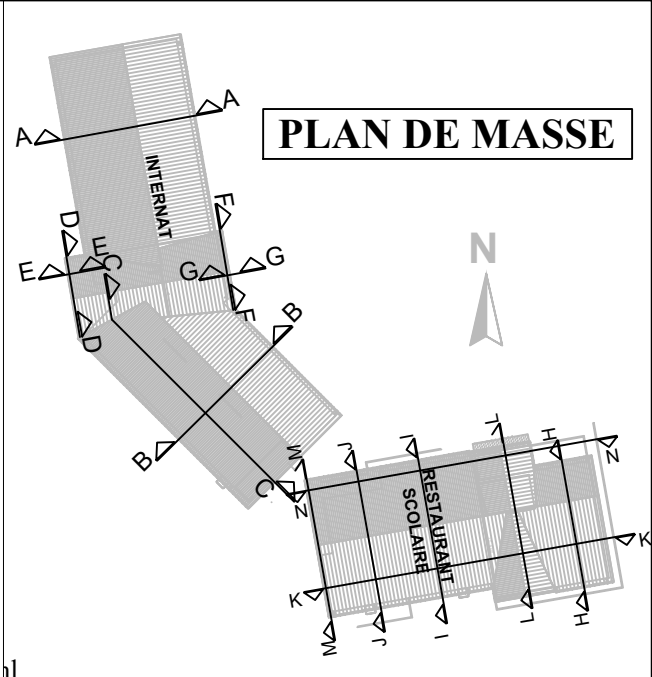 A
A
PLAN DE MASSE
INTERNAT
D
F
E
E
C
G
G
N
F
D
B
B
C
M
J
I
L
H
N
N
RESTAURANT
SCOLAIRE
K
K
M
J
I
L
H